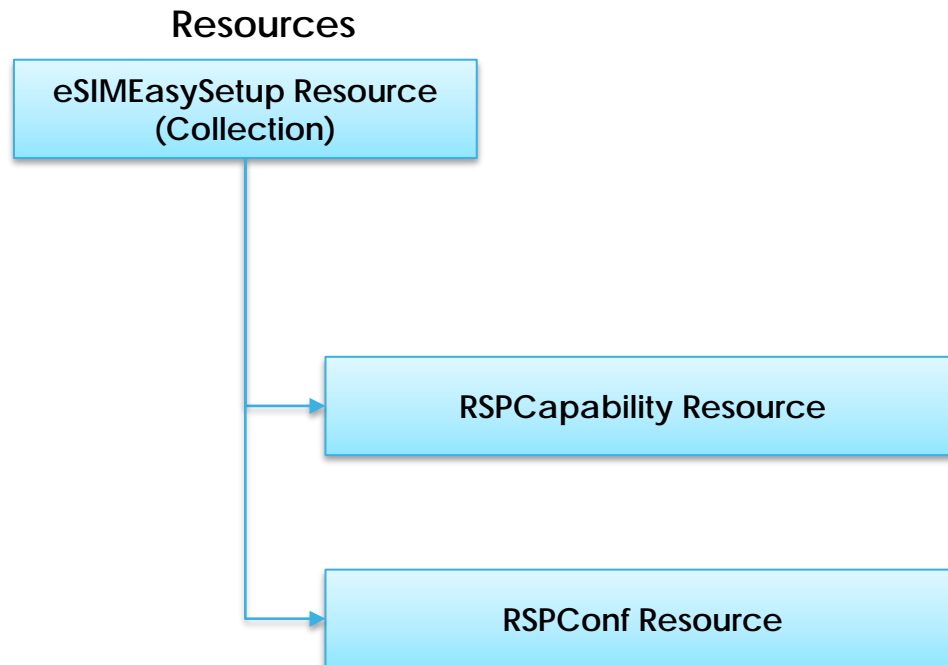 Resources
eSIMEasySetup Resource
(Collection)
RSPCapability Resource
RSPConf Resource